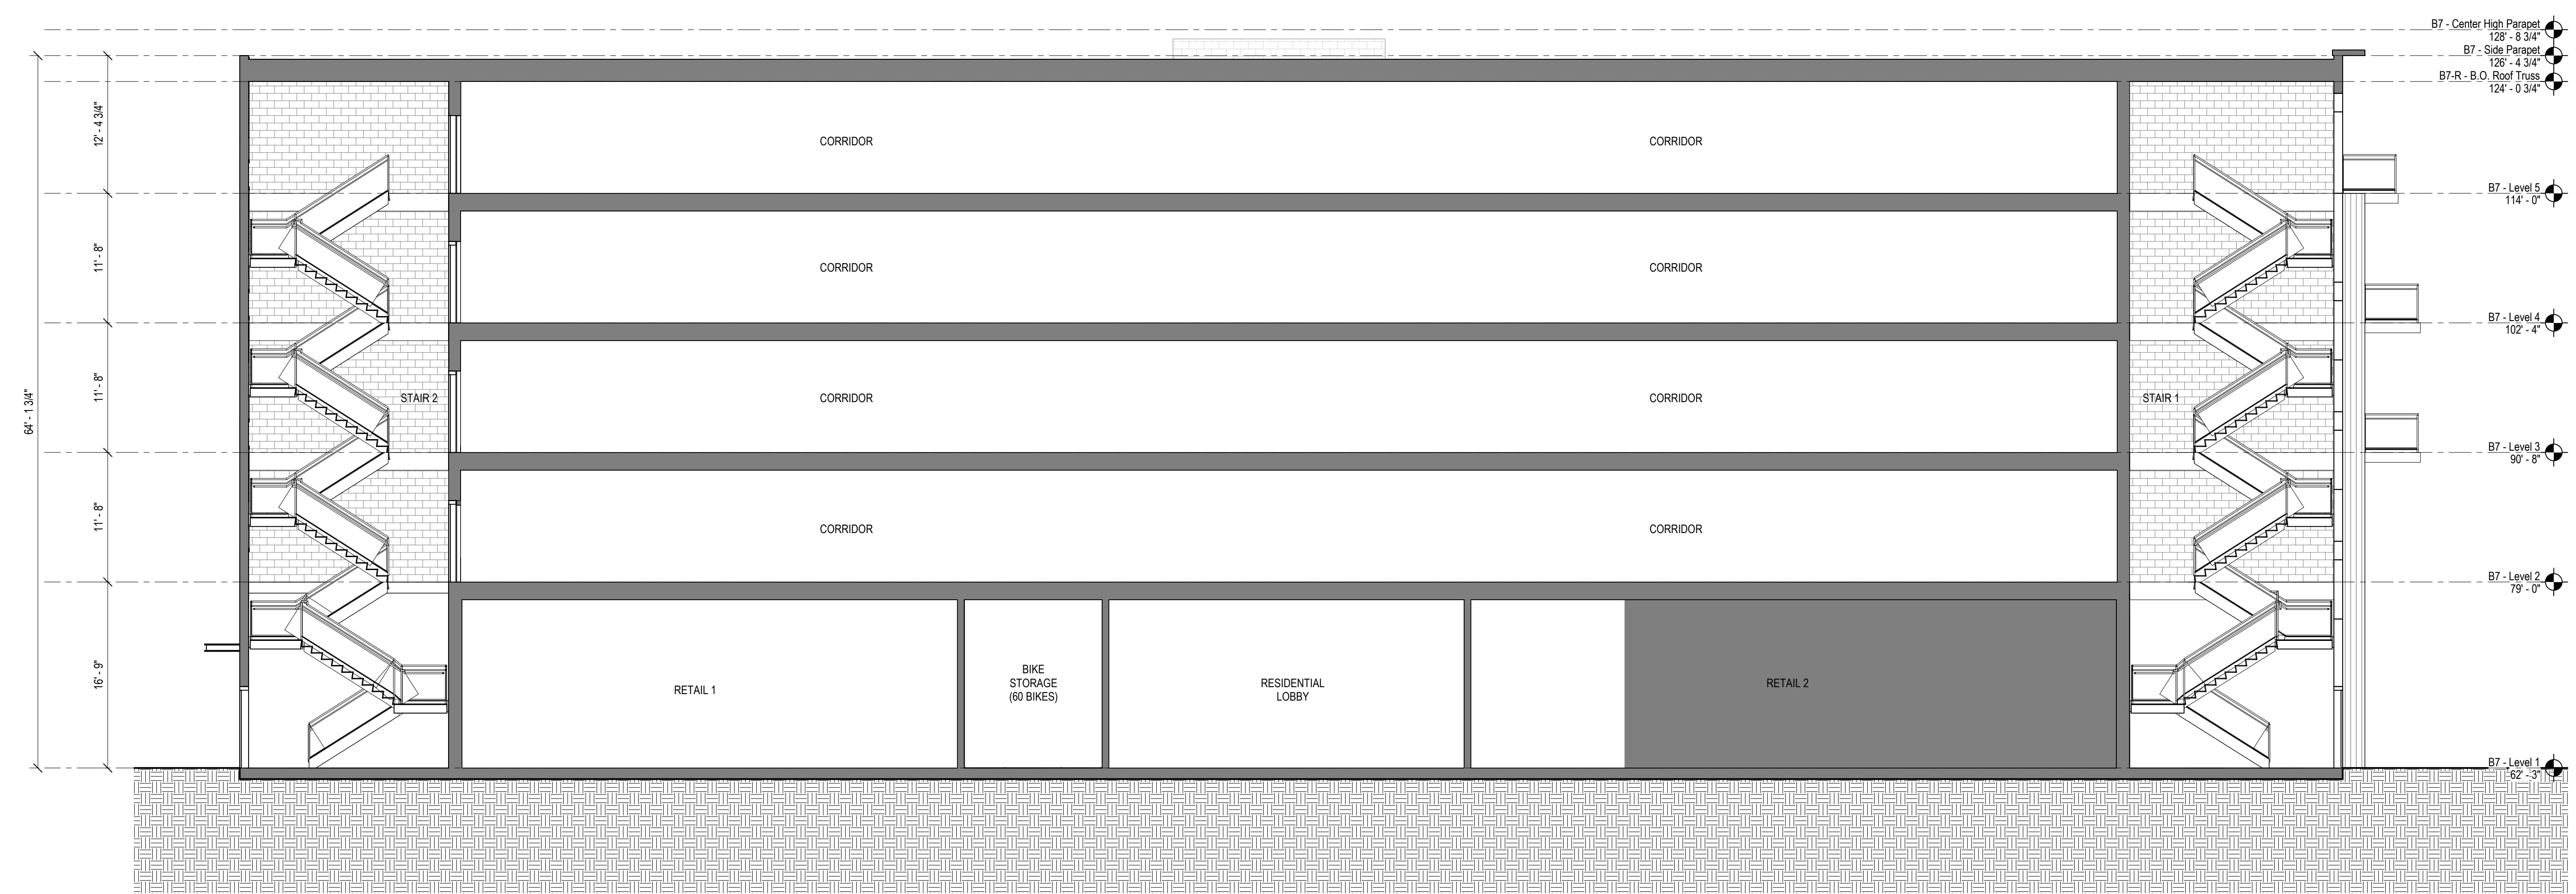 B7 - Center High Parapet
128' - 8 3/4"
B7 - Side Parapet
126' - 4 3/4"
B7-R - B.O. Roof Truss
124' - 0 3/4"
12' - 4 3/4"
CORRIDOR
CORRIDOR
B7 - Level 5
114' - 0"
11' - 8"
CORRIDOR
CORRIDOR
B7 - Level 4
102' - 4"
64' - 1 3/4"
11' - 8"
STAIR 2
CORRIDOR
CORRIDOR
STAIR 1
B7 - Level 3
90' - 8"
11' - 8"
CORRIDOR
CORRIDOR
B7 - Level 2
79' - 0"
16' - 9"
RETAIL 1
BIKE
STORAGE
(60 BIKES)
RESIDENTIAL
LOBBY
RETAIL 2
B7 - Level 1
62' - 3"